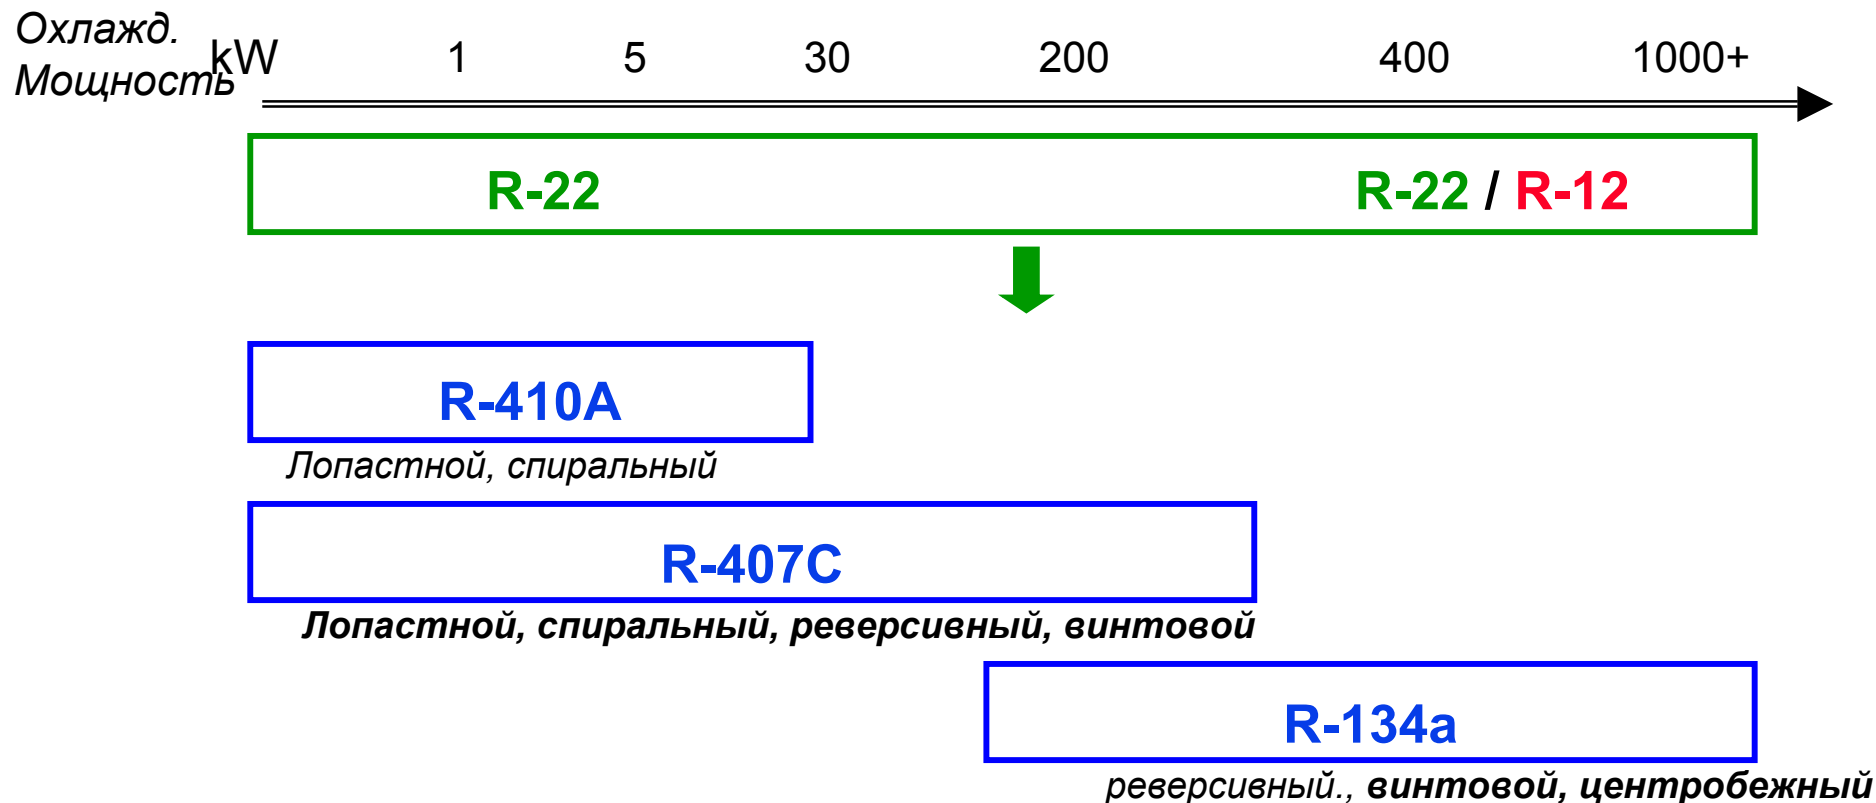 Охлажд.
Мощность
kW 1 5 30 200 400 1000+
R-22 R-22 / R-12
R-410A
Лопастной, спиральный
R-407C
Лопастной, спиральный, реверсивный, винтовой
R-134a
реверсивный., винтовой, центробежный